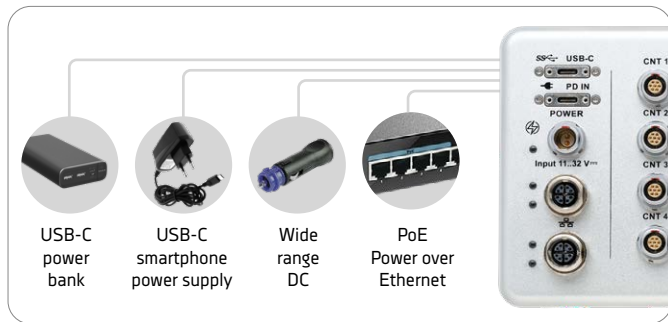 USB-C
power
bank
USB-C
smartphone
power supply
Wide
range
DC
PoE
Power over
Ethernet
SS USB-C
PD IN
POWER
Input 11..32 V
CNT 1
CNT 2
CNT 3
CNT 4